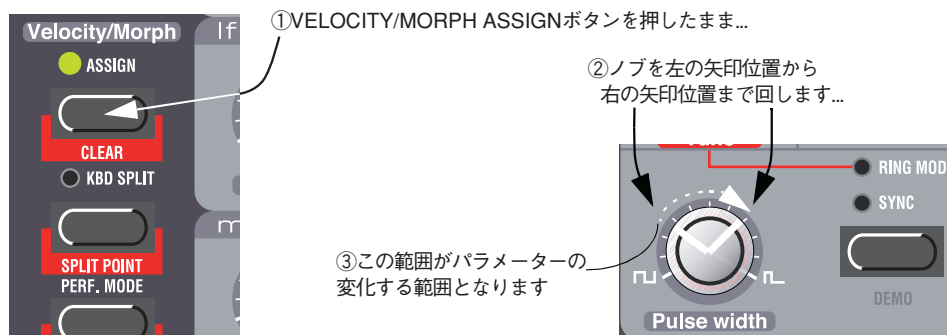 ①VELOCITY/MORPH ASSIGNボタンを押したまま...
Velocity/Morph
lf
ASSIGN
CLEAR
KBD SPLIT
SPLIT POINT
PERF. MODE
m
②ノブを左の矢印位置から
右の矢印位置まで回します...
RING MOD
SYNC
③この範囲がパラメーターの
変化する範囲となります
DEMO
Pulse width